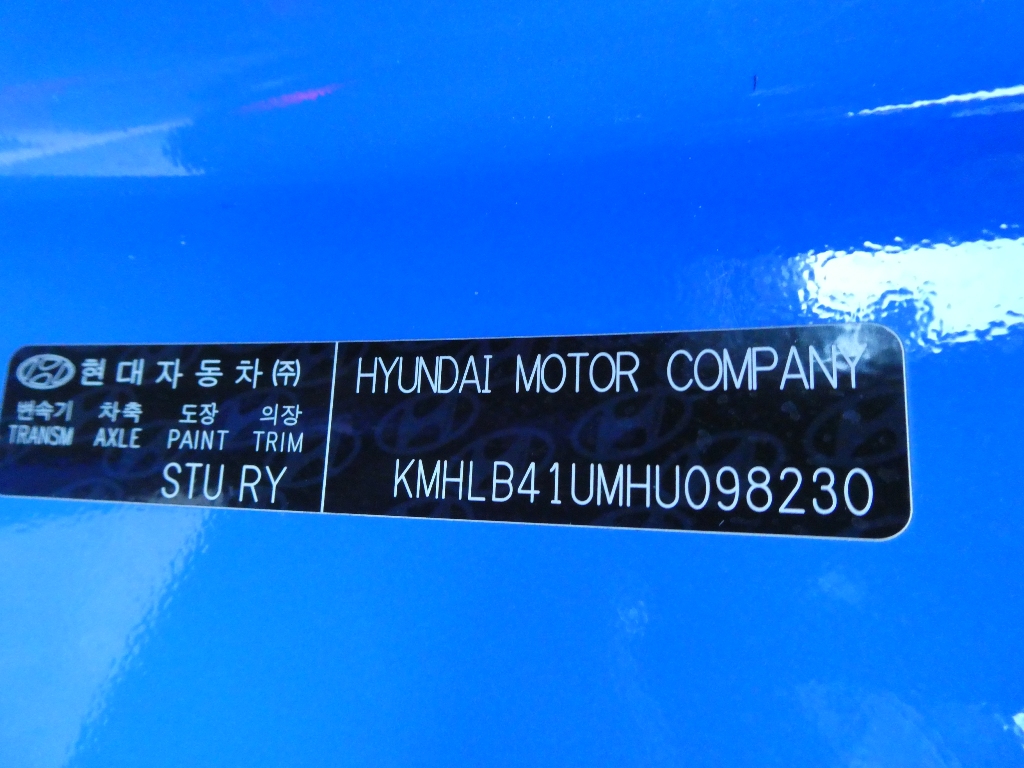 현대자동차㈜
변속기 차축 도장 의장
TRANSM AXLE PAINT TRIM
STU RY
HYUNDAI MOTOR COMPANY
KMHLB41UMHU098230